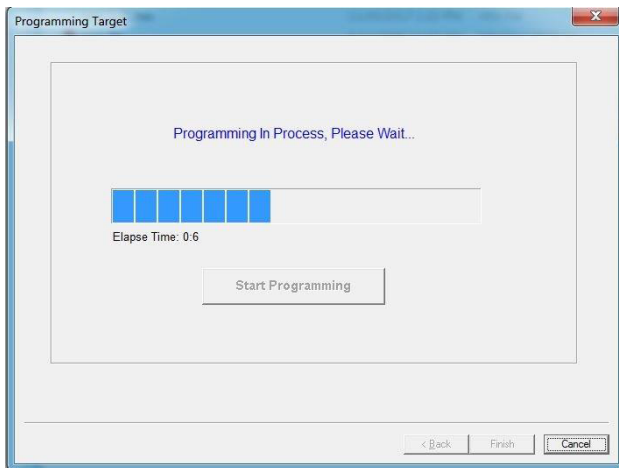 Programming Target
Programming In Process, Please Wait...
Elapse Time: 0:6
Start Programming
< Back
Finish
Cancel